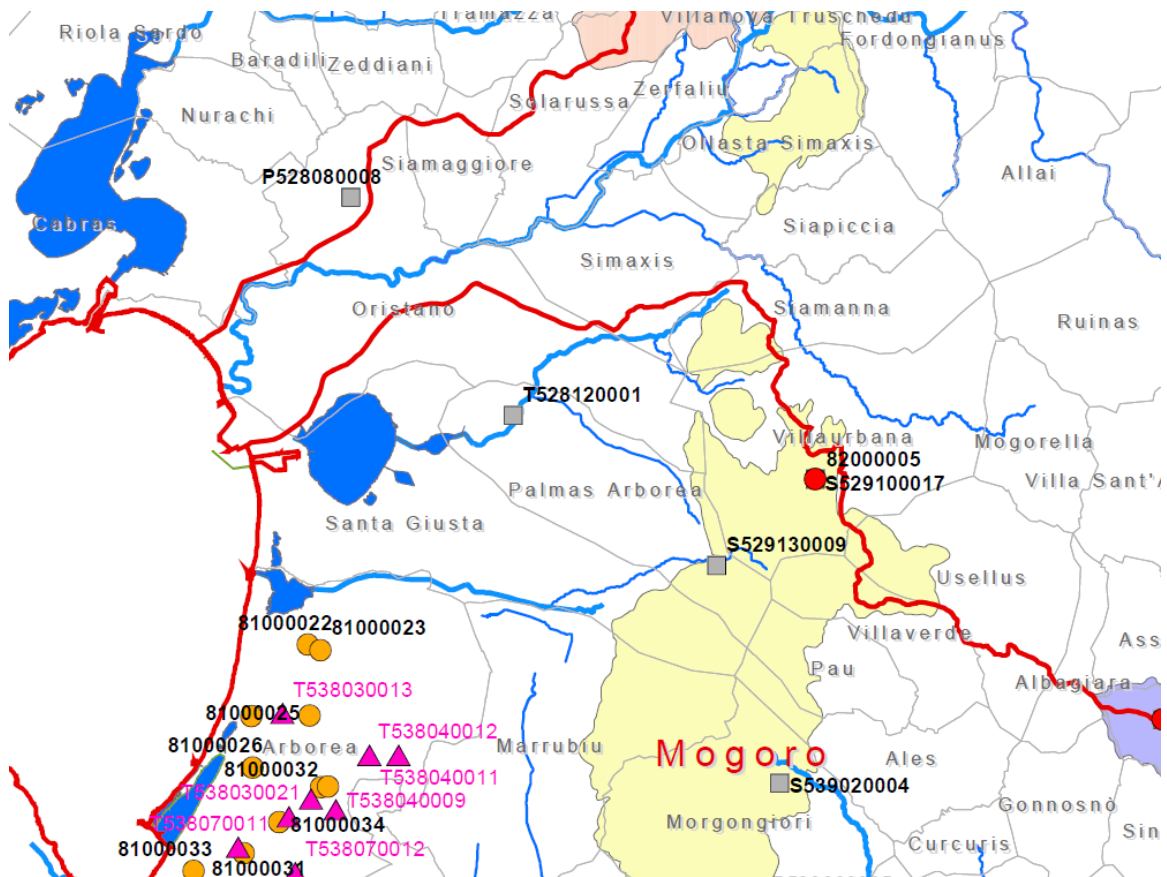 Tramazza
Villanova Truschedu
Riola Sardo
Fordongianus
Baradili
Zeddiani
Zerfaliu
Solarussa
Nurachi
Ollasta Simaxis
Siamaggiore
Allai
P528080008
Cabras
Siapiccia
Simaxis
Oristano
Siamanna
Ruinas
T528120001
Villaurbana
Mogorella
82000005
Villa Sant'A
S529100017
Palmas Arborea
Santa Giusta
S529130009
Usellus
81000022
81000023
Villaverde
Ass
Pau
Albagiara
T538030013
81000025
T538040012
81000026
Arborea
Marrubiu
Mogoro
Ales
81000032
T538040011
S539020004
T538030021
T538040009
Gonnosnò
T538070011
81000034
Morgongiori
Sin
81000033
T538070012
Curcuris
81000031